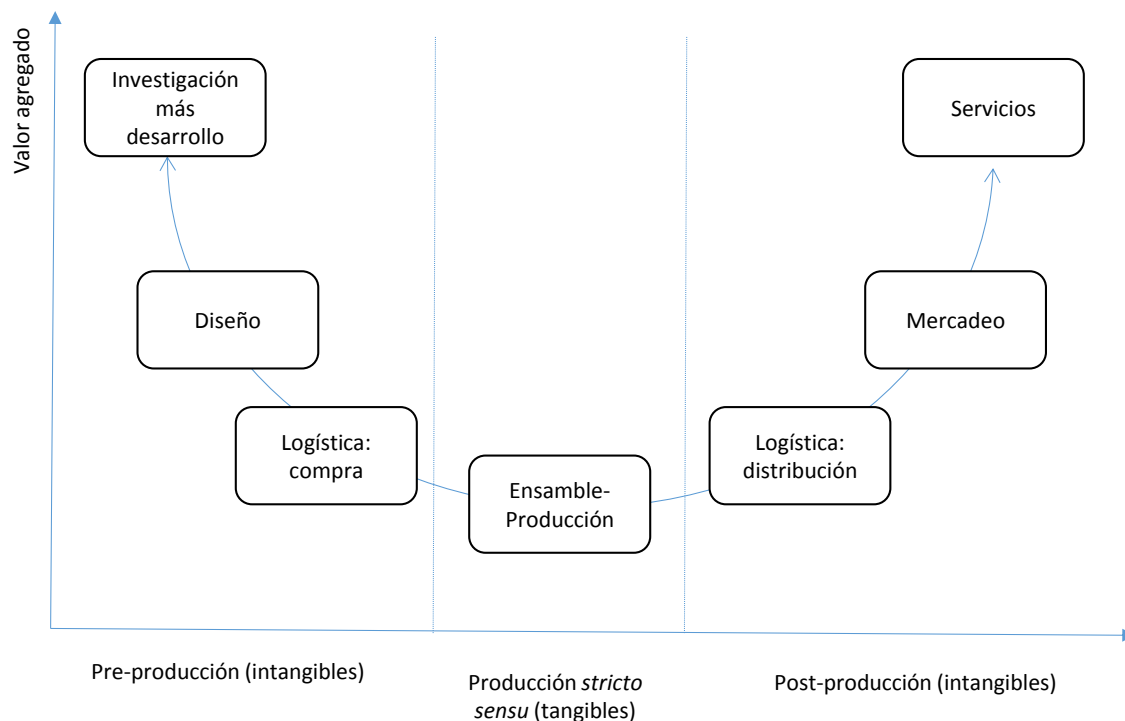 Valor agregado
Investigación
más
desarrollo
Servicios
Diseño
Mercadeo
Logística:
compra
Logística:
distribución
Ensamble-
Producción
Pre-producción (intangibles)
Producción stricto
sensu (tangibles)
Post-producción (intangibles)